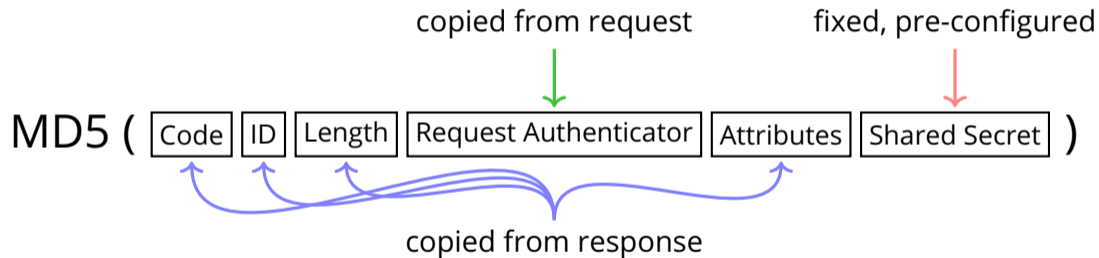 copied from request fixed, pre-configured
MD5 ( Code ID Length Request Authenticator Attributes Shared Secret )
copied from response